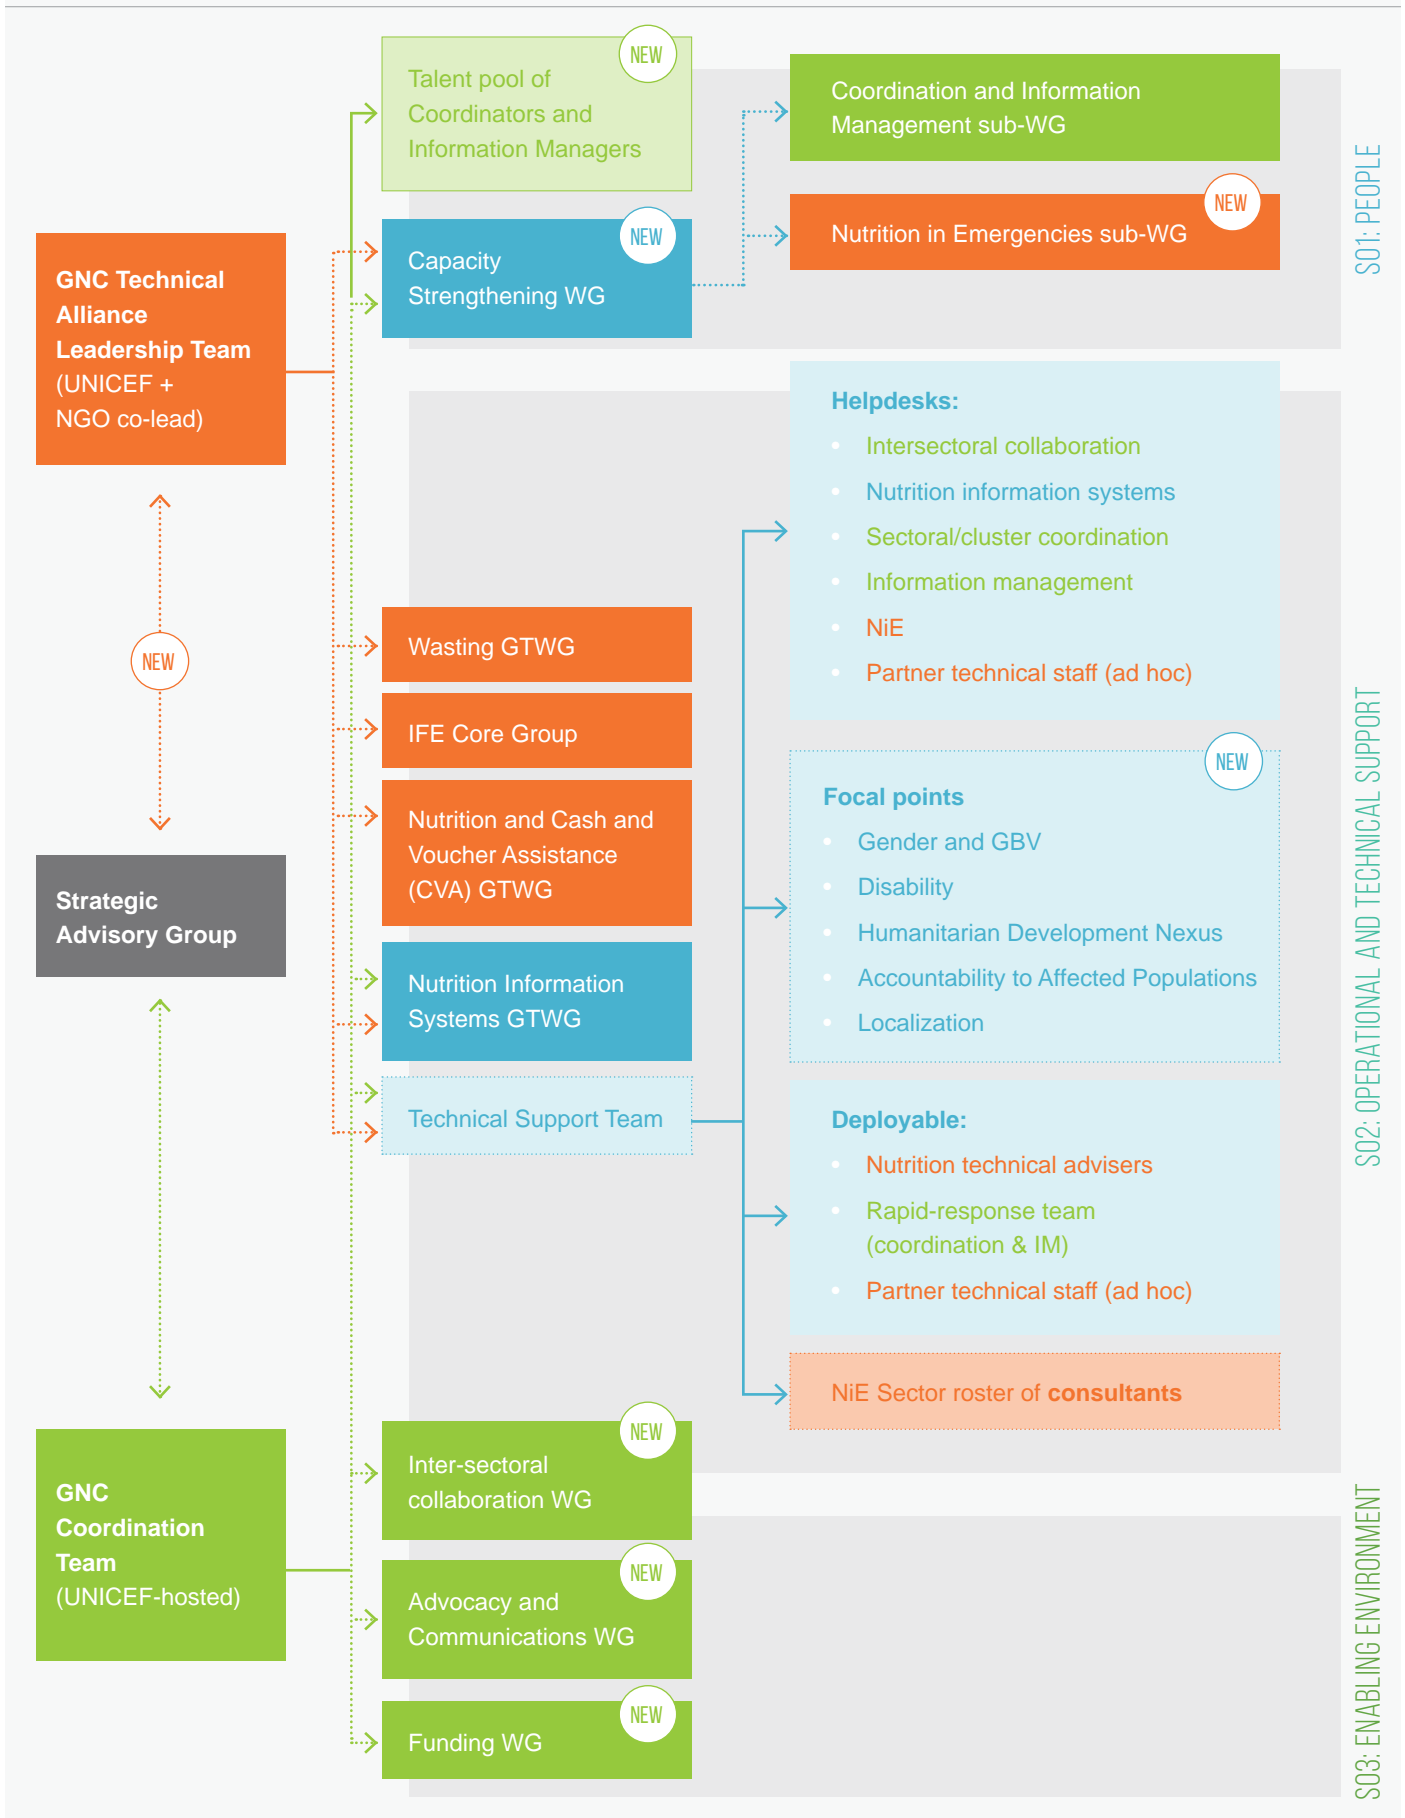 GNC Technical
Alliance
Leadership Team
(UNICEF +
NGO co-lead)
NEW
Strategic
Advisory Group
GNC
Coordination
Team
(UNICEF-hosted)
NEW
Talent pool of
Coordinators and
Information Managers
NEW
Capacity
Strengthening WG
Coordination and Information
Management sub-WG
NEW
Nutrition in Emergencies sub-WG
SO1: PEOPLE
Wasting GTWG
IFE Core Group
Nutrition and Cash and
Voucher Assistance
(CVA) GTWG
Nutrition Information
Systems GTWG
Technical Support Team
Helpdesks:
• Intersectoral collaboration
• Nutrition information systems
• Sectoral/cluster coordination
• Information management
• NiE
• Partner technical staff (ad hoc)
NEW
Focal points
• Gender and GBV
• Disability
• Humanitarian Development Nexus
• Accountability to Affected Populations
• Localization
Deployable:
• Nutrition technical advisers
• Rapid-response team
(coordination & IM)
• Partner technical staff (ad hoc)
NiE Sector roster of consultants
SO2: OPERATIONAL AND TECHNICAL SUPPORT
NEW
Inter-sectoral
collaboration WG
NEW
Advocacy and
Communications WG
NEW
Funding WG
SO3: ENABLING ENVIRONMENT